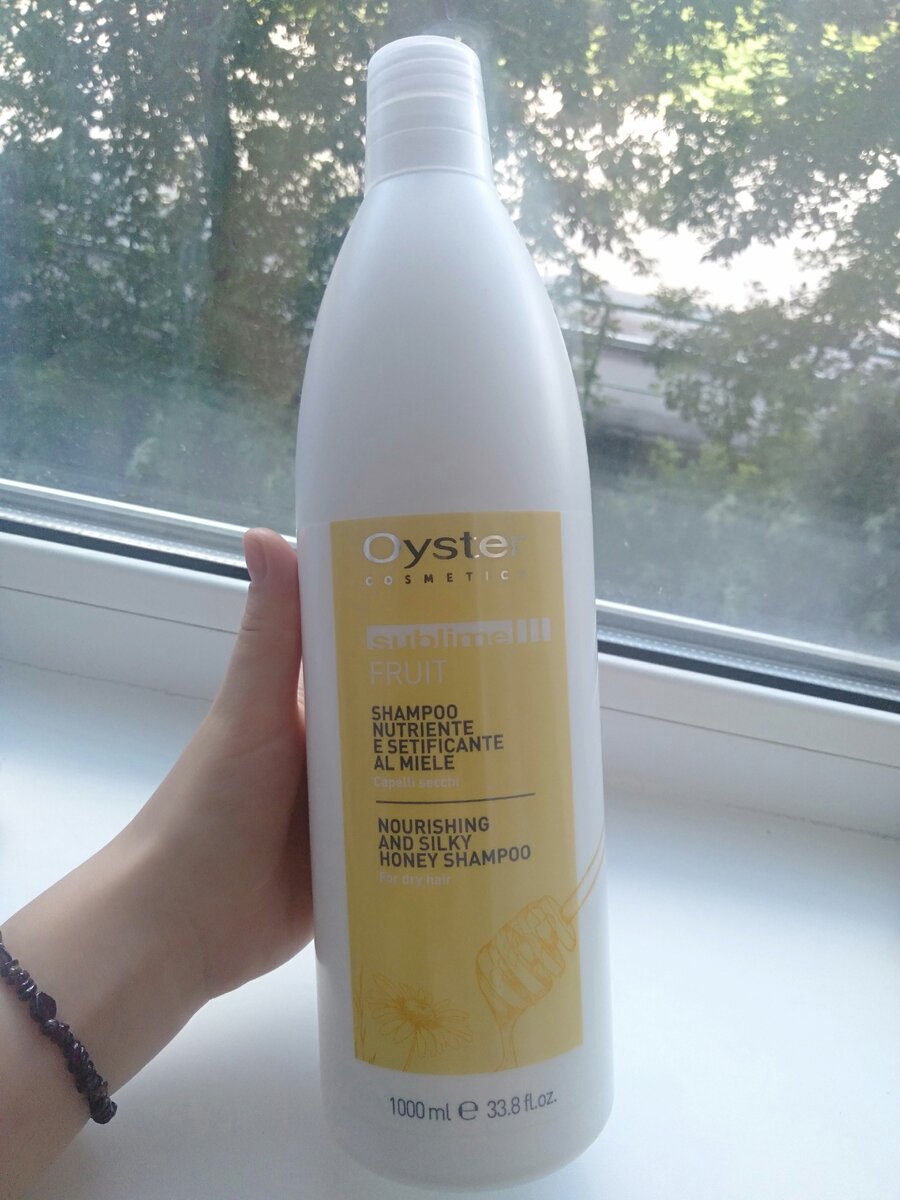 Oyster
COSMETICS
sublime
FRUIT
SHAMPOO
NUTRIENTE
E SETIFICANTE
AL MIELE
Capelli secchi
NOURISHING
AND SILKY
HONEY SHAMPOO
For dry hair
1000 ml ℮ 33.8 fl.oz.